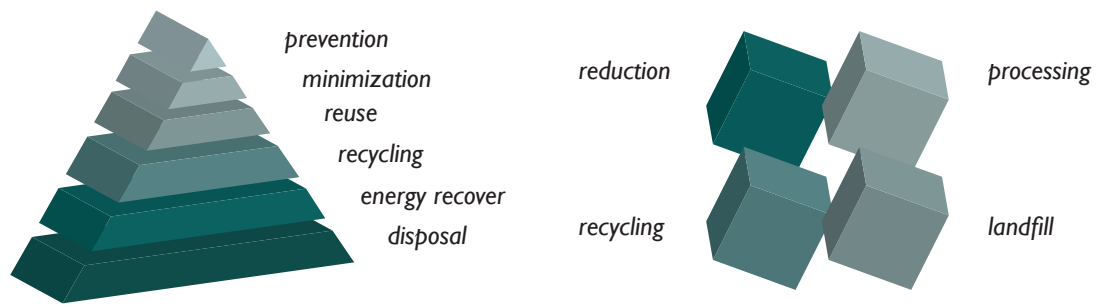 prevention
minimization
reuse
recycling
energy recover
disposal
reduction
processing
recycling
landfill